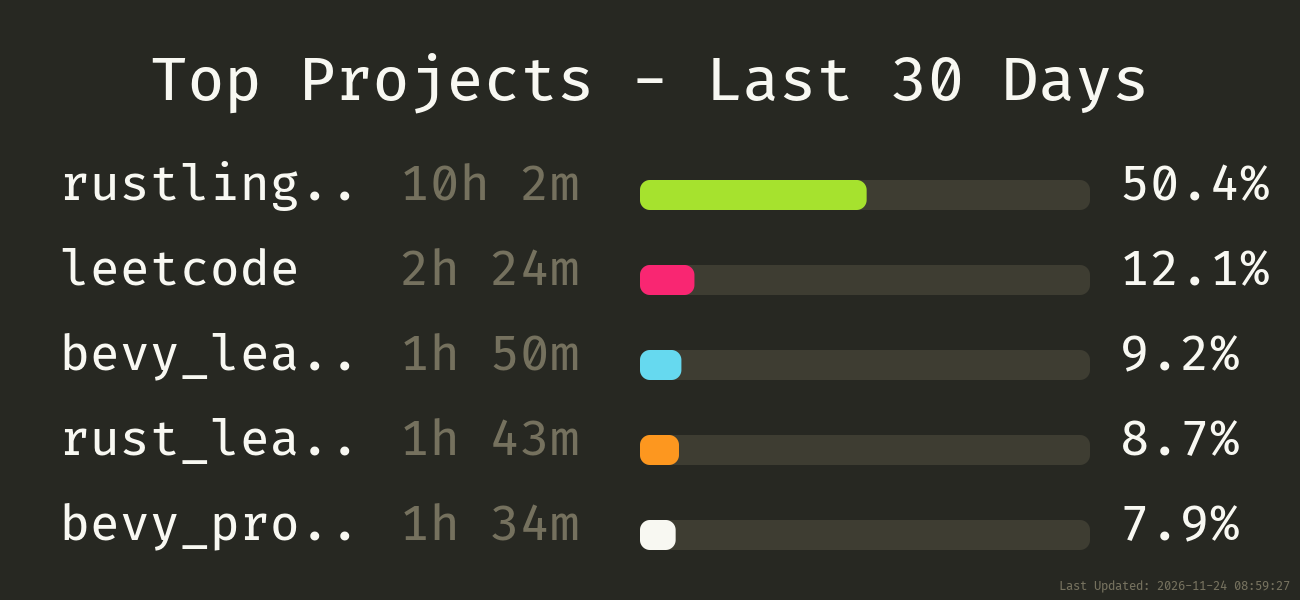 Top Projects - Last 30 Days
rustling.. 10h 2m 50.4%
leetcode 2h 24m 12.1%
bevy_lea.. 1h 50m 9.2%
rust_lea.. 1h 43m 8.7%
bevy_pro.. 1h 34m 7.9%
Last Updated: 2026-11-24 08:59:27